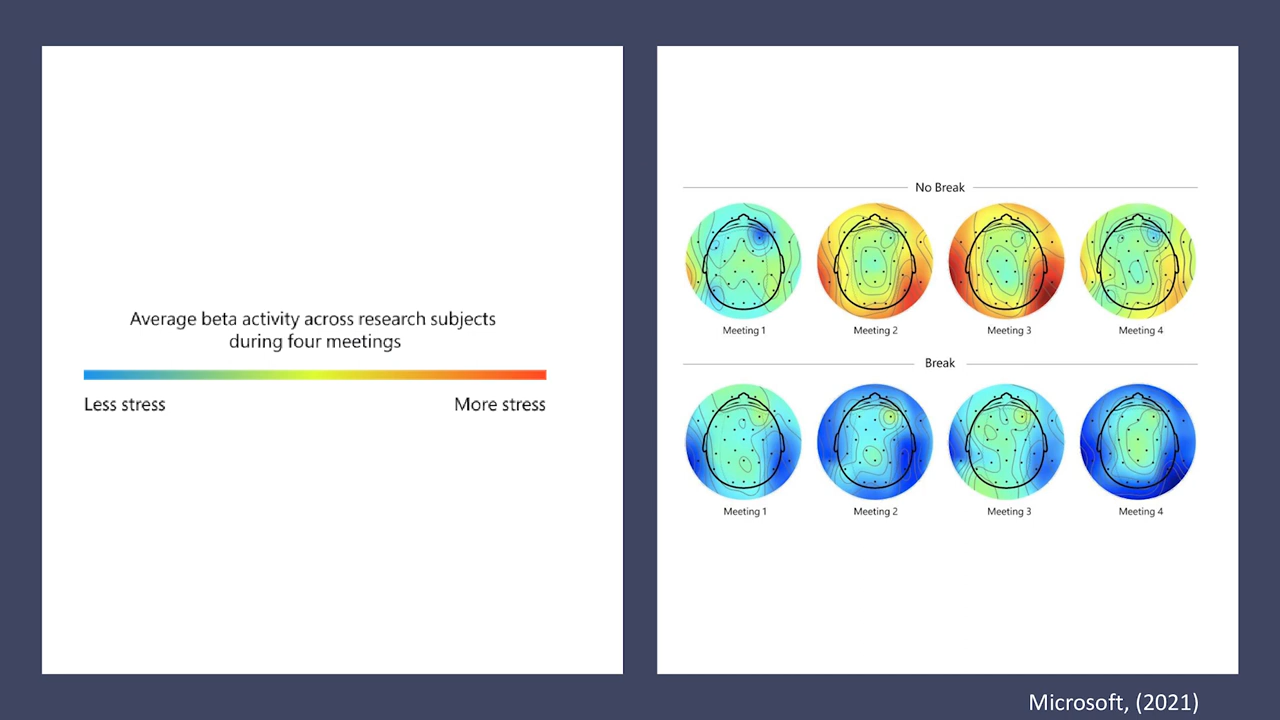 Average beta activity across research subjects
during four meetings
Less stress
More stress
No Break
Meeting 1
Meeting 2
Meeting 3
Meeting 4
Break
Meeting 1
Meeting 2
Meeting 3
Meeting 4
Microsoft, (2021)